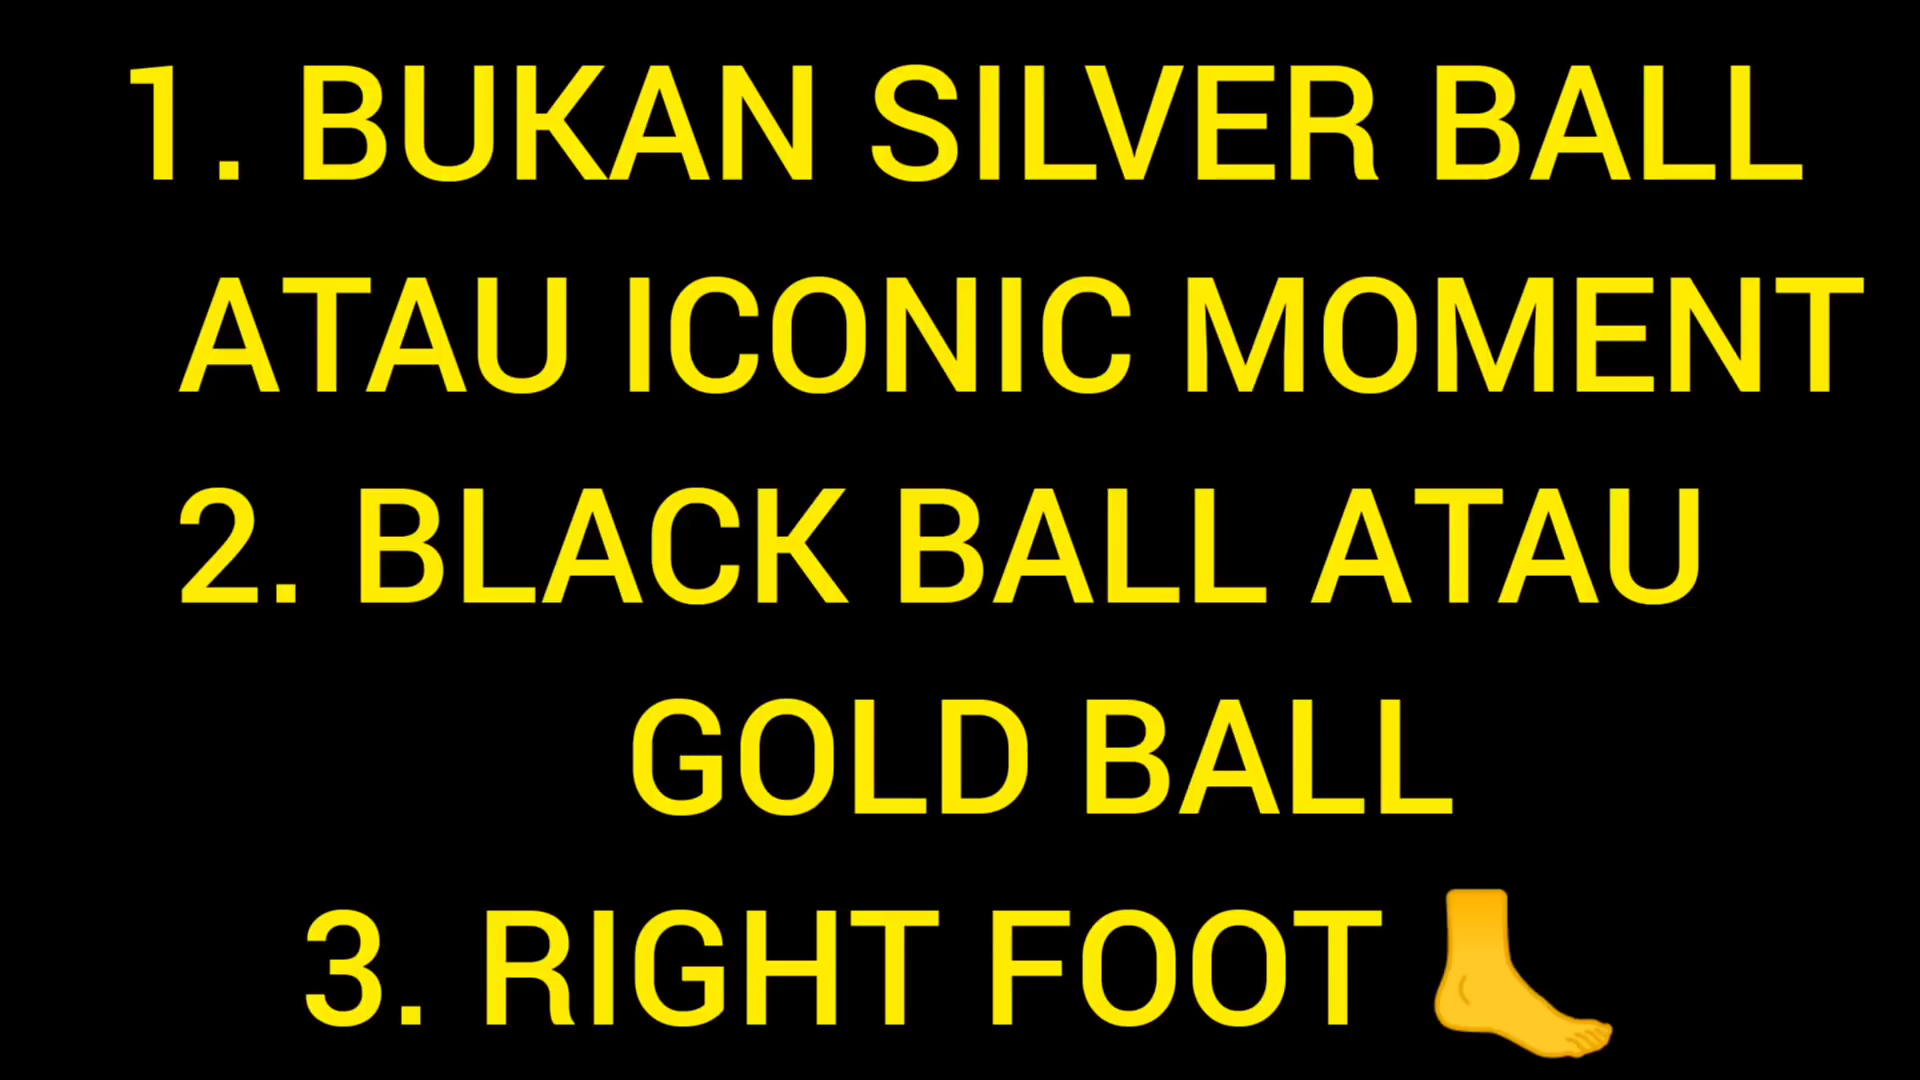 1. BUKAN SILVER BALL
ATAU ICONIC MOMENT
2. BLACK BALL ATAU
GOLD BALL
3. RIGHT FOOT 🦶